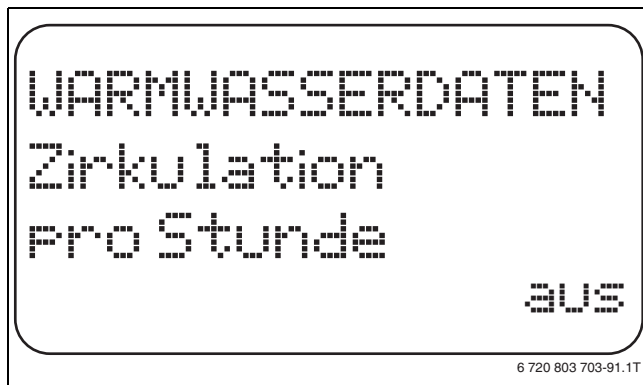 WARMWASSERDATEN
Zirkulation
pro Stunde
aus
6 720 803 703-91.1T